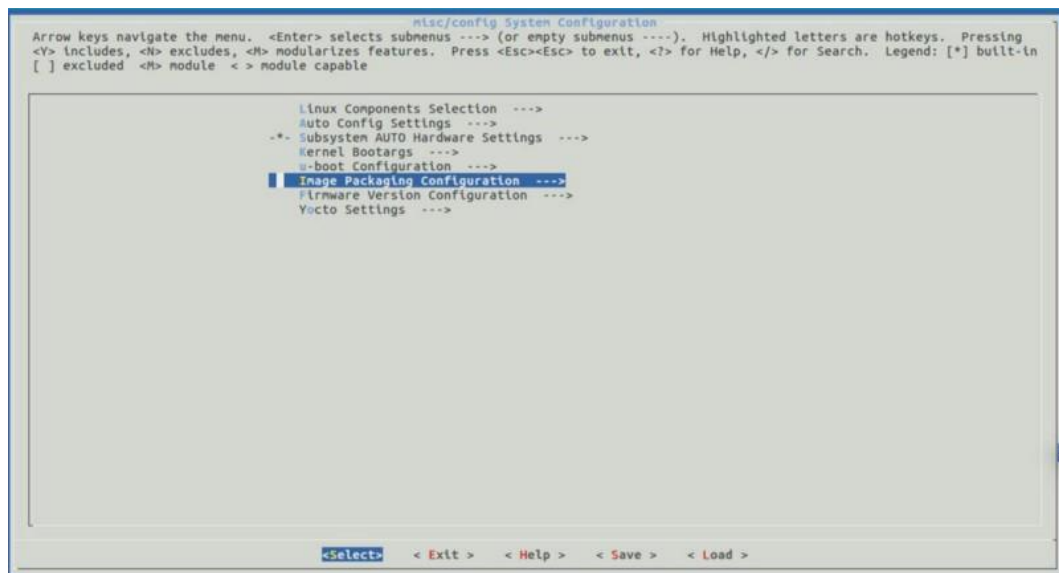 misc/config System Configuration
Arrow keys navigate the menu. <Enter> selects submenus ---> (or empty submenus ----). Highlighted letters are hotkeys. Pressing
<Y> includes, <N> excludes, <M> modularizes features. Press <Esc><Esc> to exit, <?> for Help, </> for Search. Legend: [*] built-in
[ ] excluded <M> module < > module capable
Linux Components Selection --->
Auto Config Settings --->
-*- Subsystem AUTO Hardware Settings --->
Kernel Bootargs --->
u-boot Configuration --->
Image Packaging Configuration --->
Firmware Version Configuration --->
Yocto Settings --->
<Select> < Exit > < Help > < Save > < Load >